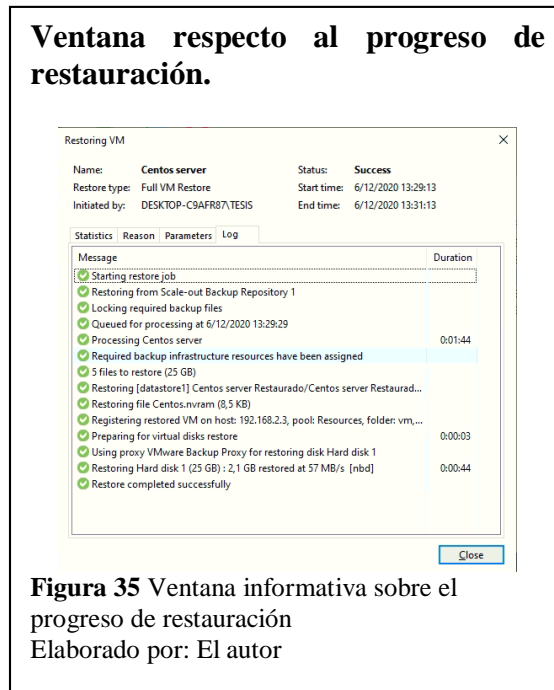 Ventana respecto al progreso de
restauración.
Restoring VM
Name: Centos server Status: Success
Restore type: Full VM Restore Start time: 6/12/2020 13:29:13
Initiated by: DESKTOP-C9AFR87\TESIS End time: 6/12/2020 13:31:13
Statistics Reason Parameters Log
Message Duration
Starting restore job
Restoring from Scale-out Backup Repository 1
Locking required backup files
Queued for processing at 6/12/2020 13:29:29
Processing Centos server 0:01:44
Required backup infrastructure resources have been assigned
5 files to restore (25 GB)
Restoring [datastore1] Centos server Restaurado/Centos server Restaurad...
Restoring file Centos.nvram (8,5 KB)
Registering restored VM on host: 192.168.2.3, pool: Resources, folder: vm,...
Preparing for virtual disks restore 0:00:03
Using proxy VMware Backup Proxy for restoring disk Hard disk 1
Restoring Hard disk 1 (25 GB) : 2,1 GB restored at 57 MB/s [nbd] 0:00:44
Restore completed successfully
Close
Figura 35 Ventana informativa sobre el
progreso de restauración
Elaborado por: El autor